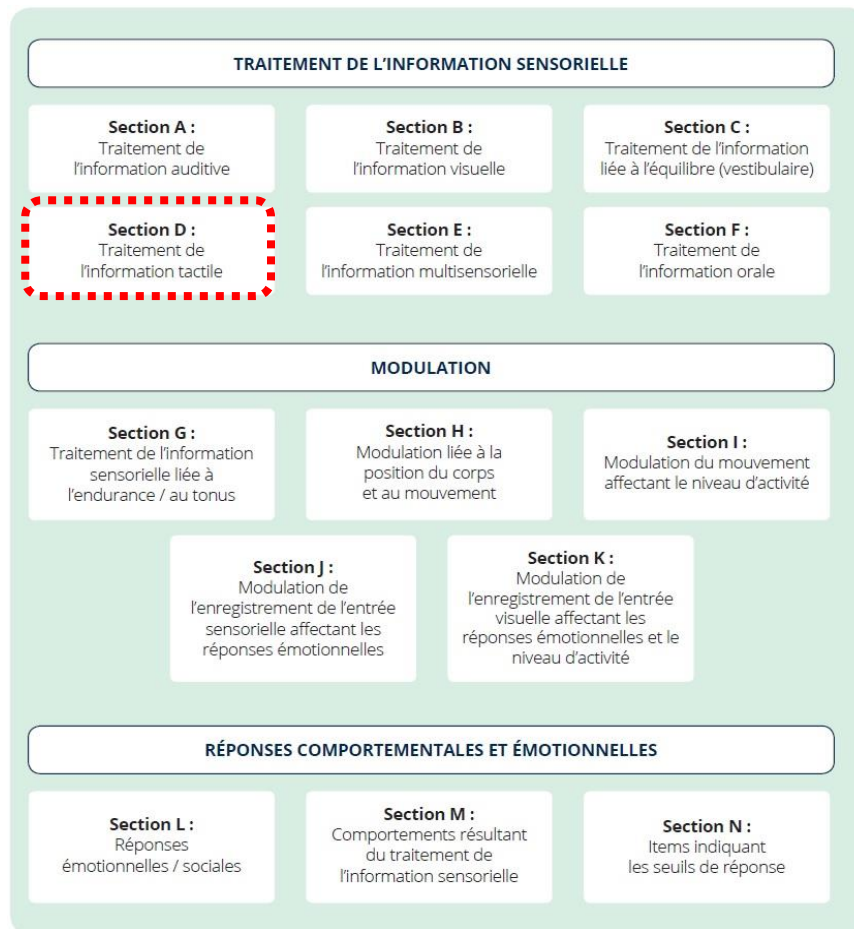 TRAITEMENT DE L'INFORMATION SENSORIELLE
Section A :
Traitement de
l'information auditive
Section B :
Traitement de
l'information visuelle
Section C :
Traitement de l'information
liée à l'équilibre (vestibulaire)
Section D :
Traitement de
l'information tactile
Section E :
Traitement de
l'information multisensorielle
Section F :
Traitement de
l'information orale
MODULATION
Section G :
Traitement de l'information
sensorielle liée à
l'endurance / au tonus
Section H :
Modulation liée à la
position du corps
et au mouvement
Section I :
Modulation du mouvement
affectant le niveau d'activité
Section J :
Modulation de
l'enregistrement de l'entrée
sensorielle affectant les
réponses émotionnelles
Section K :
Modulation de
l'enregistrement de l'entrée
visuelle affectant les
réponses émotionnelles et le
niveau d'activité
RÉPONSES COMPORTEMENTALES ET ÉMOTIONNELLES
Section L :
Réponses
émotionnelles / sociales
Section M :
Comportements résultant
du traitement de
l'information sensorielle
Section N :
Items indiquant
les seuils de réponse